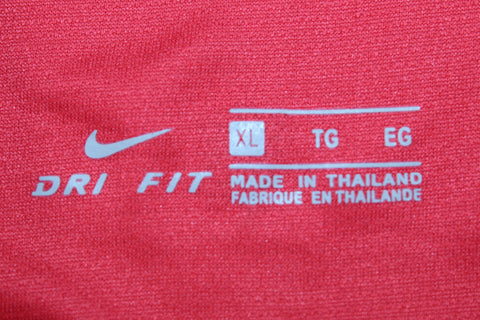 XL TG EG
DRI FIT
MADE IN THAILAND
FABRIQUE EN THAILANDE